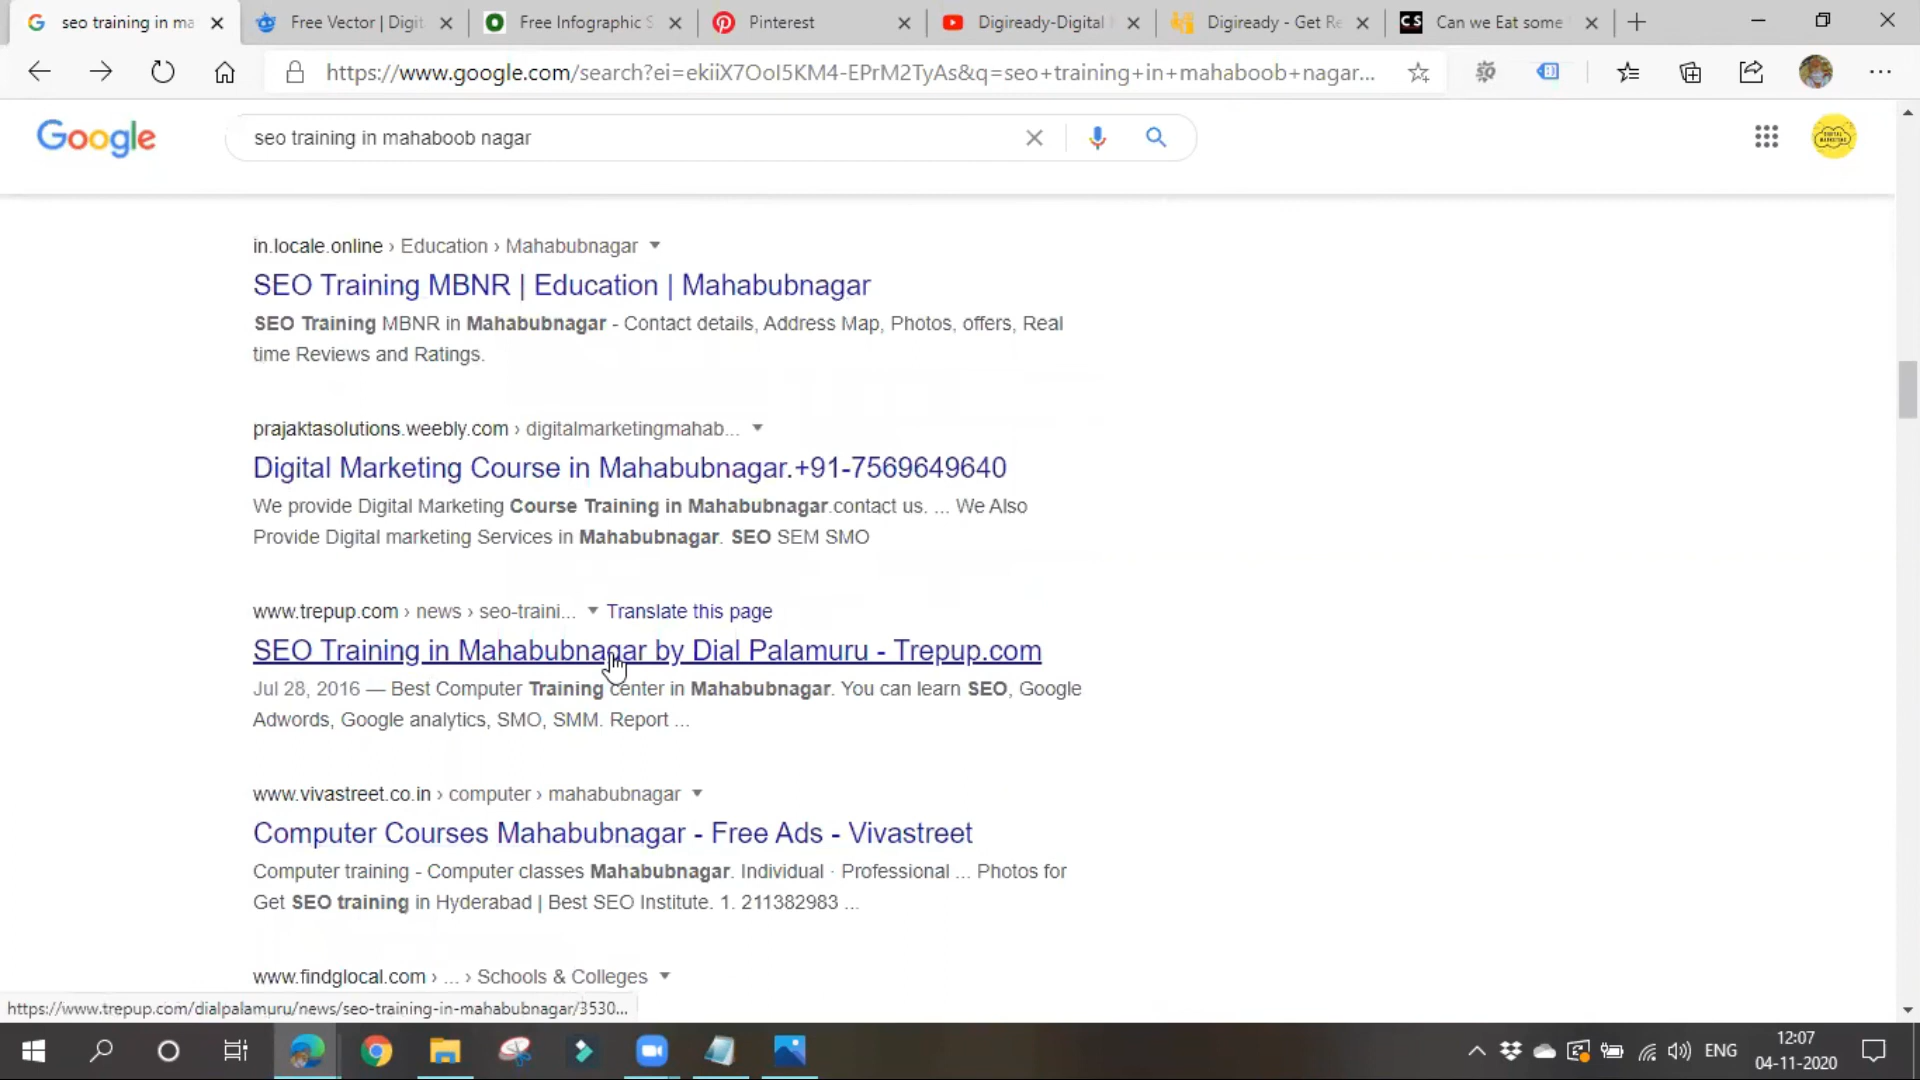 seo training in ma
Free Vector | Digit
Free Infographic S
Pinterest
Digiready-Digital
Digiready - Get Re
Can we Eat some
https://www.google.com/search?ei=ekiiX7OoI5KM4-EPrM2TyAs&q=seo+training+in+mahaboob+nagar...
Google
seo training in mahaboob nagar
in.locale.online › Education › Mahabubnagar
SEO Training MBNR | Education | Mahabubnagar
SEO Training MBNR in Mahabubnagar - Contact details, Address Map, Photos, offers, Real
time Reviews and Ratings.
prajaktasolutions.weebly.com › digitalmarketingmahab...
Digital Marketing Course in Mahabubnagar.+91-7569649640
We provide Digital Marketing Course Training in Mahabubnagar.contact us. ... We Also
Provide Digital marketing Services in Mahabubnagar. SEO SEM SMO
www.trepup.com › news › seo-traini... Translate this page
SEO Training in Mahabubnagar by Dial Palamuru - Trepup.com
Jul 28, 2016 — Best Computer Training center in Mahabubnagar. You can learn SEO, Google
Adwords, Google analytics, SMO, SMM. Report ...
www.vivastreet.co.in › computer › mahabubnagar
Computer Courses Mahabubnagar - Free Ads - Vivastreet
Computer training - Computer classes Mahabubnagar. Individual · Professional ... Photos for
Get SEO training in Hyderabad | Best SEO Institute. 1. 211382983 ...
www.findglocal.com › ... › Schools & Colleges
https://www.trepup.com/dialpalamuru/news/seo-training-in-mahabubnagar/3530...
ENG
12:07
04-11-2020